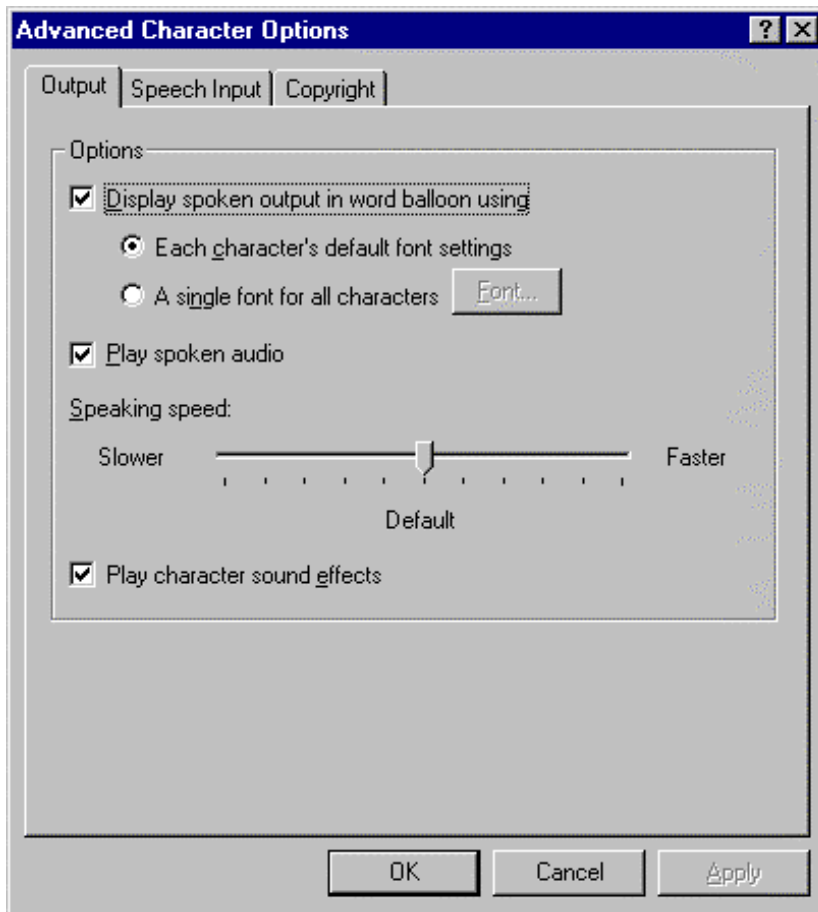 Advanced Character Options
Output Speech Input Copyright
Options
Display spoken output in word balloon using
Each character's default font settings
A single font for all characters Font...
Play spoken audio
Speaking speed:
Slower Faster
Default
Play character sound effects
OK Cancel Apply